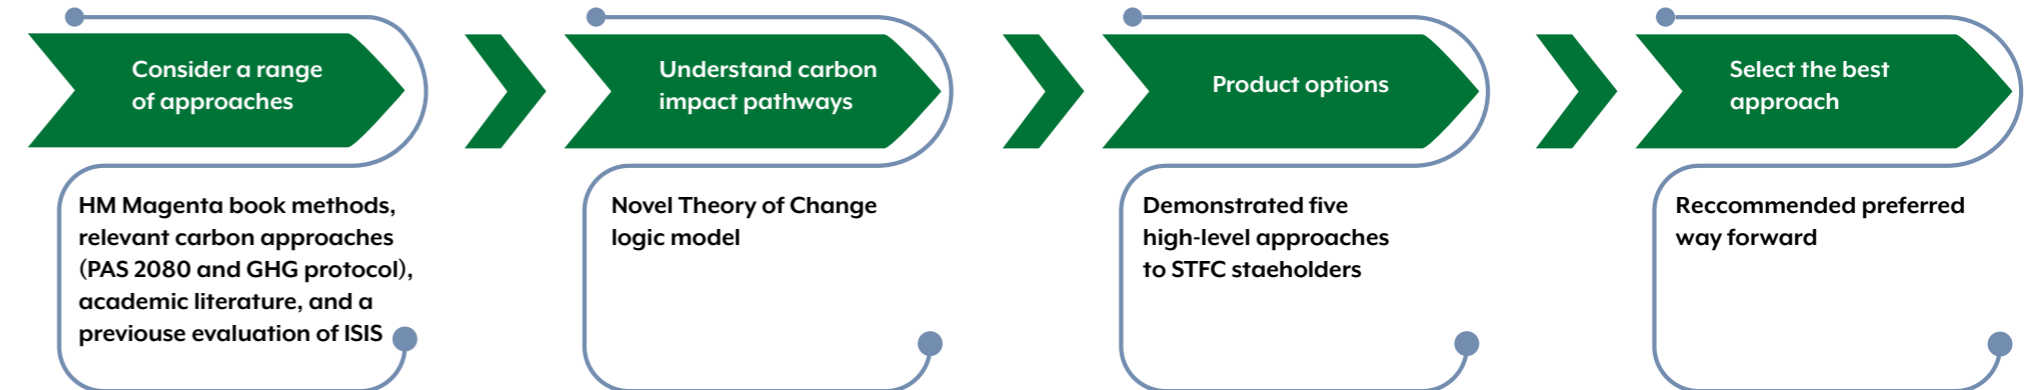 Consider a range
of approaches
HM Magenta book methods,
relevant carbon approaches
(PAS 2080 and GHG protocol),
academic literature, and a
previouse evaluation of ISIS
Understand carbon
impact pathways
Novel Theory of Change
logic model
Product options
Demonstrated five
high-level approaches
to STFC staeholders
Select the best
approach
Reccommended preferred
way forward